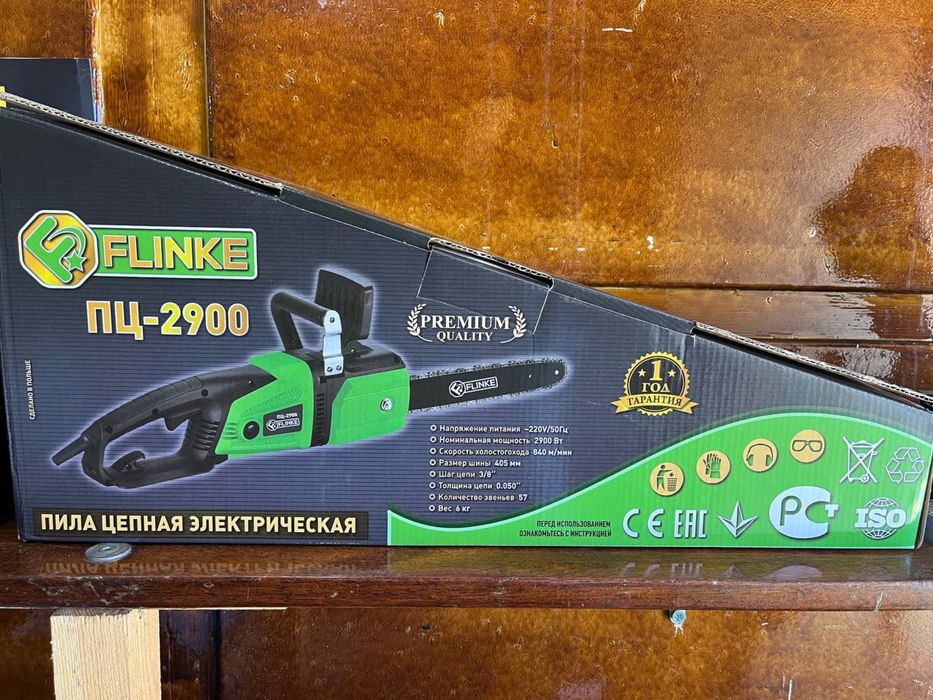 FLINKE
ПЦ-2900
PREMIUM
QUALITY
FLINKE
ПЦ-2900
FLINKE
СДЕЛАНО В ПОЛЬШЕ
1
ГОД
ГАРАНТИЯ
Напряжение питания ~220V/50Гц
Номинальная мощность 2900 Вт
Скорость холостогохода 840 м/мин
Размер шины 405 мм
Шаг цепи 3/8"
Толщина цепи 0.050"
Количество звеньев 57
Вес 6 кг
ПИЛА ЦЕПНАЯ ЭЛЕКТРИЧЕСКАЯ
ПЕРЕД ИСПОЛЬЗОВАНИЕМ
ОЗНАКОМЬТЕСЬ С ИНСТРУКЦИЕЙ
CE EAC PC ISO